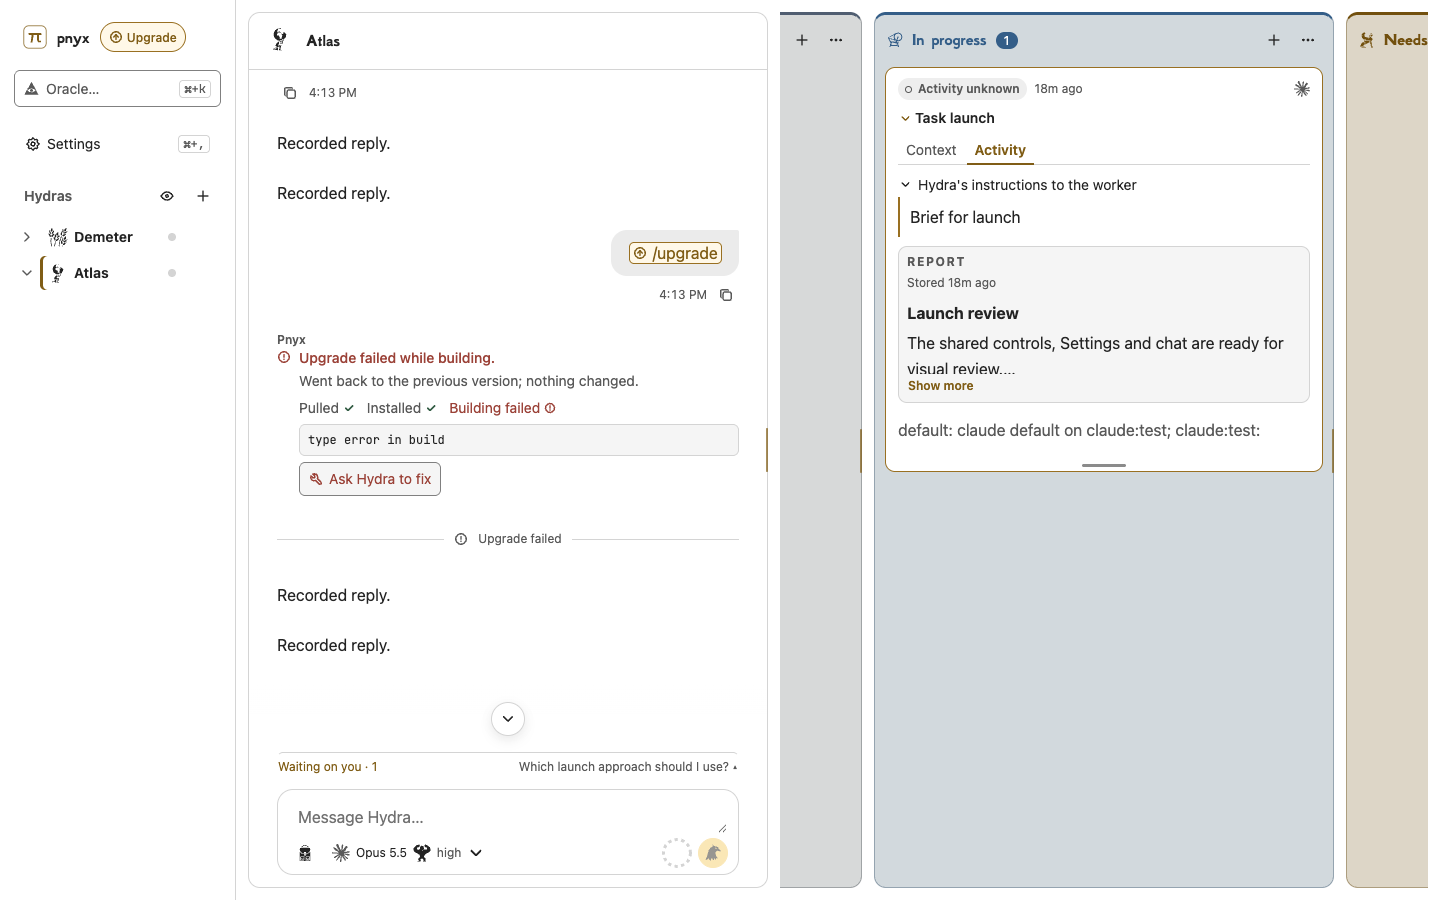 pnyx
Upgrade
Oracle...
⌘+K
Settings
⌘+,
Hydras
Demeter
Atlas
Atlas
4:13 PM
Recorded reply.
Recorded reply.
/upgrade
4:13 PM
Pnyx
Upgrade failed while building.
Went back to the previous version; nothing changed.
Pulled ✓ Installed ✓ Building failed
type error in build
Ask Hydra to fix
Upgrade failed
Recorded reply.
Recorded reply.
Waiting on you · 1
Which launch approach should I use?
Message Hydra...
Opus 5.5 high
In progress 1
Activity unknown 18m ago
Task launch
Context Activity
Hydra's instructions to the worker
Brief for launch
REPORT
Stored 18m ago
Launch review
The shared controls, Settings and chat are ready for
visual review....
Show more
default: claude default on claude:test; claude:test:
Needs